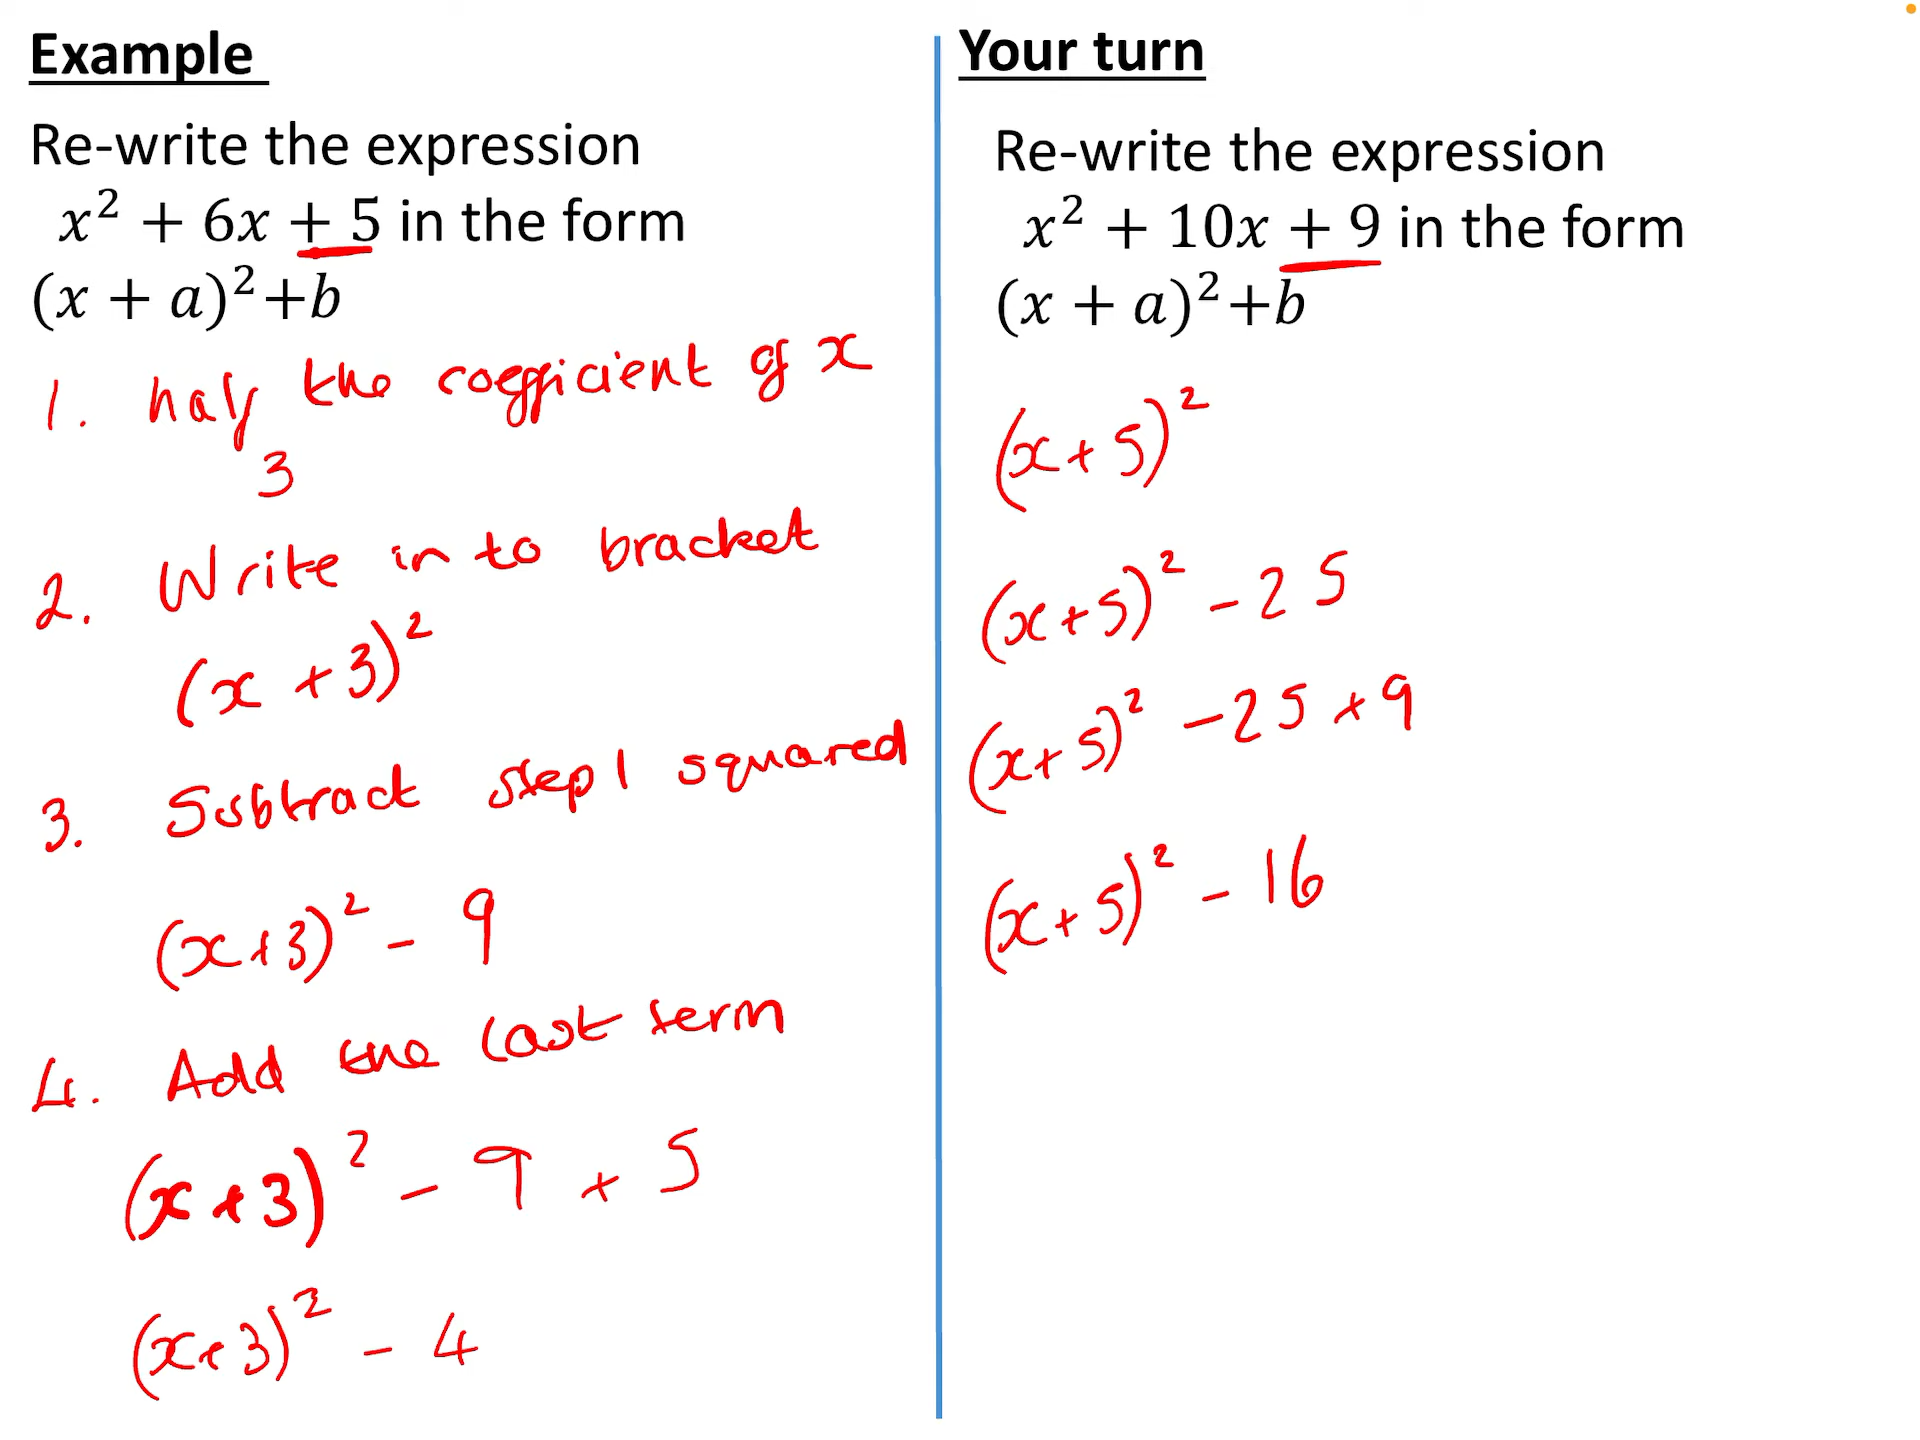 Example
Re-write the expression
x² + 6x + 5 in the form
(x + a)²+b
1. half the coefficient of x
3
2. Write in to bracket
(x + 3)²
3. Subtract step 1 squared
(x+3)² - 9
4. Add the last term
(x+3)² - 9 + 5
(x+3)² - 4
Your turn
Re-write the expression
x² + 10x + 9 in the form
(x + a)²+b
(x+5)²
(x+5)² - 25
(x+5)² - 25 + 9
(x+5)² - 16